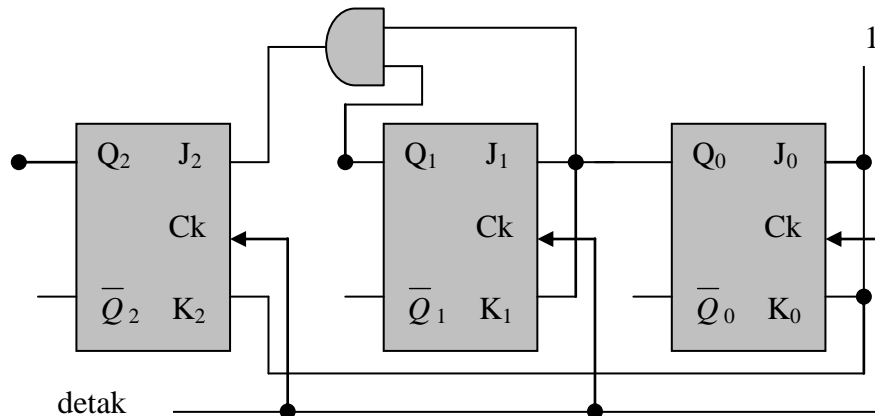 1
Q₂ J₂ Q₁ J₁ Q₀ J₀
Ck Ck Ck
Q̅₂ K₂ Q̅₁ K₁ Q̅₀ K₀
detak